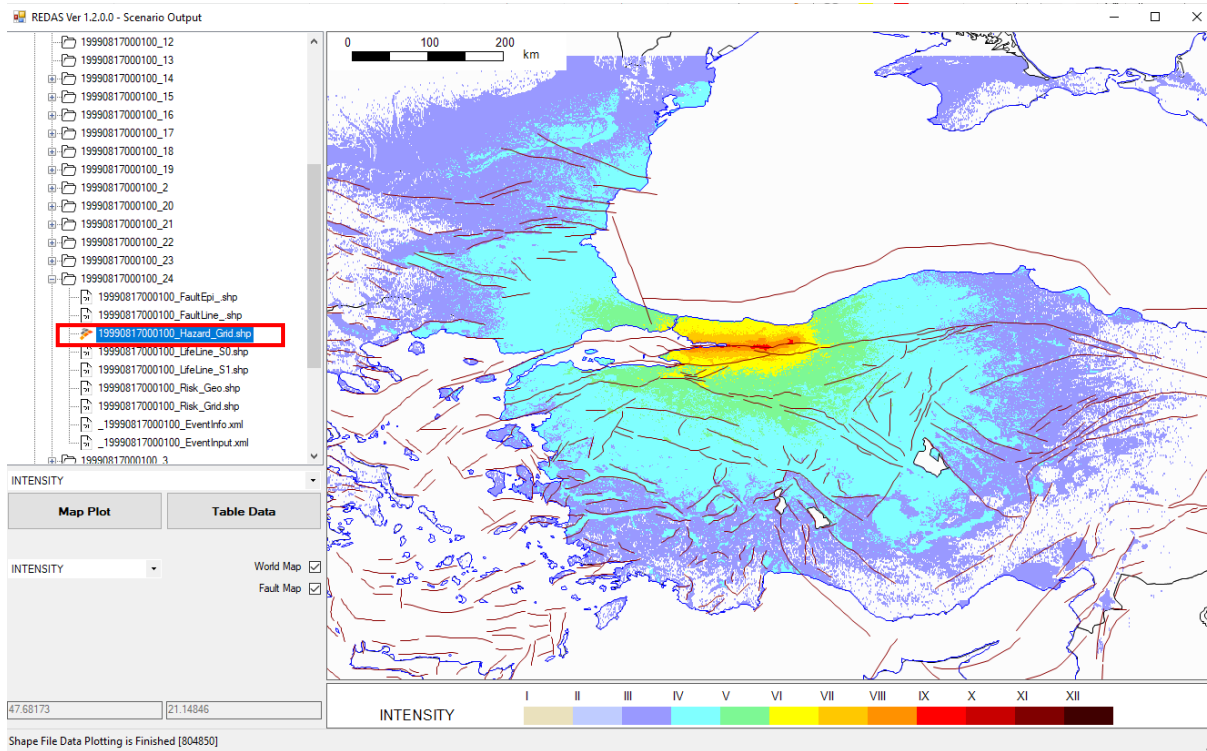 REDAS Ver 1.2.0.0 - Scenario Output
19990817000100_12
19990817000100_13
19990817000100_14
19990817000100_15
19990817000100_16
19990817000100_17
19990817000100_18
19990817000100_19
19990817000100_2
19990817000100_20
19990817000100_21
19990817000100_22
19990817000100_23
19990817000100_24
19990817000100_FaultEpi_.shp
19990817000100_FaultLine_.shp
19990817000100_Hazard_Grid.shp
19990817000100_LifeLine_S0.shp
19990817000100_LifeLine_S1.shp
19990817000100_Risk_Geo.shp
19990817000100_Risk_Grid.shp
_19990817000100_EventInfo.xml
_19990817000100_EventInput.xml
19990817000100_3
INTENSITY
Map Plot Table Data
INTENSITY World Map
Fault Map
47.68173 21.14846
Shape File Data Plotting is Finished [804850]
0 100 200
km
I II III IV V VI VII VIII IX X XI XII
INTENSITY